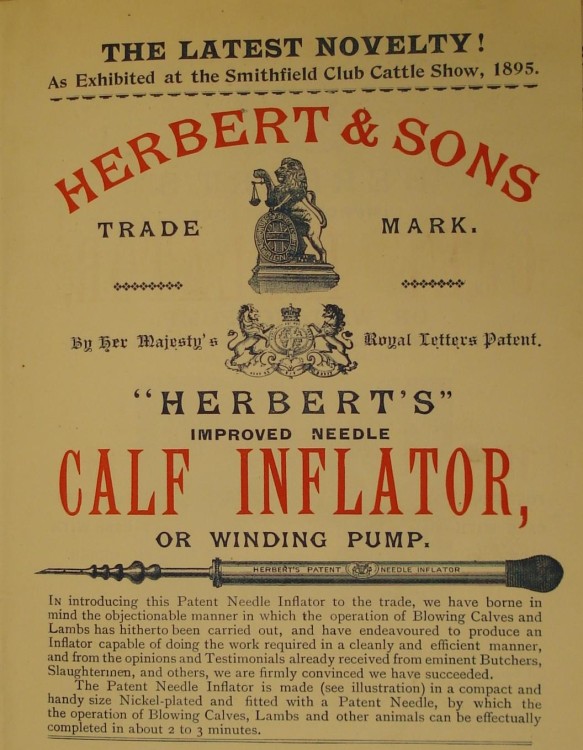 THE LATEST NOVELTY!
As Exhibited at the Smithfield Club Cattle Show, 1895.
HERBERT & SONS
TRADE MARK.
By Her Majesty's Royal Letters Patent.
"HERBERT'S"
IMPROVED NEEDLE
CALF INFLATOR,
OR WINDING PUMP.
HERBERT'S PATENT NEEDLE INFLATOR
IN introducing this Patent Needle Inflator to the trade, we have borne in
mind the objectionable manner in which the operation of Blowing Calves and
Lambs has hitherto been carried out, and have endeavoured to produce an
Inflator capable of doing the work required in a cleanly and efficient manner,
and from the opinions and Testimonials already received from eminent Butchers,
Slaughtermen, and others, we are firmly convinced we have succeeded.
The Patent Needle Inflator is made (see illustration) in a compact and
handy size Nickel-plated and fitted with a Patent Needle, by which the
the operation of Blowing Calves, Lambs and other animals can be effectually
completed in about 2 to 3 minutes.